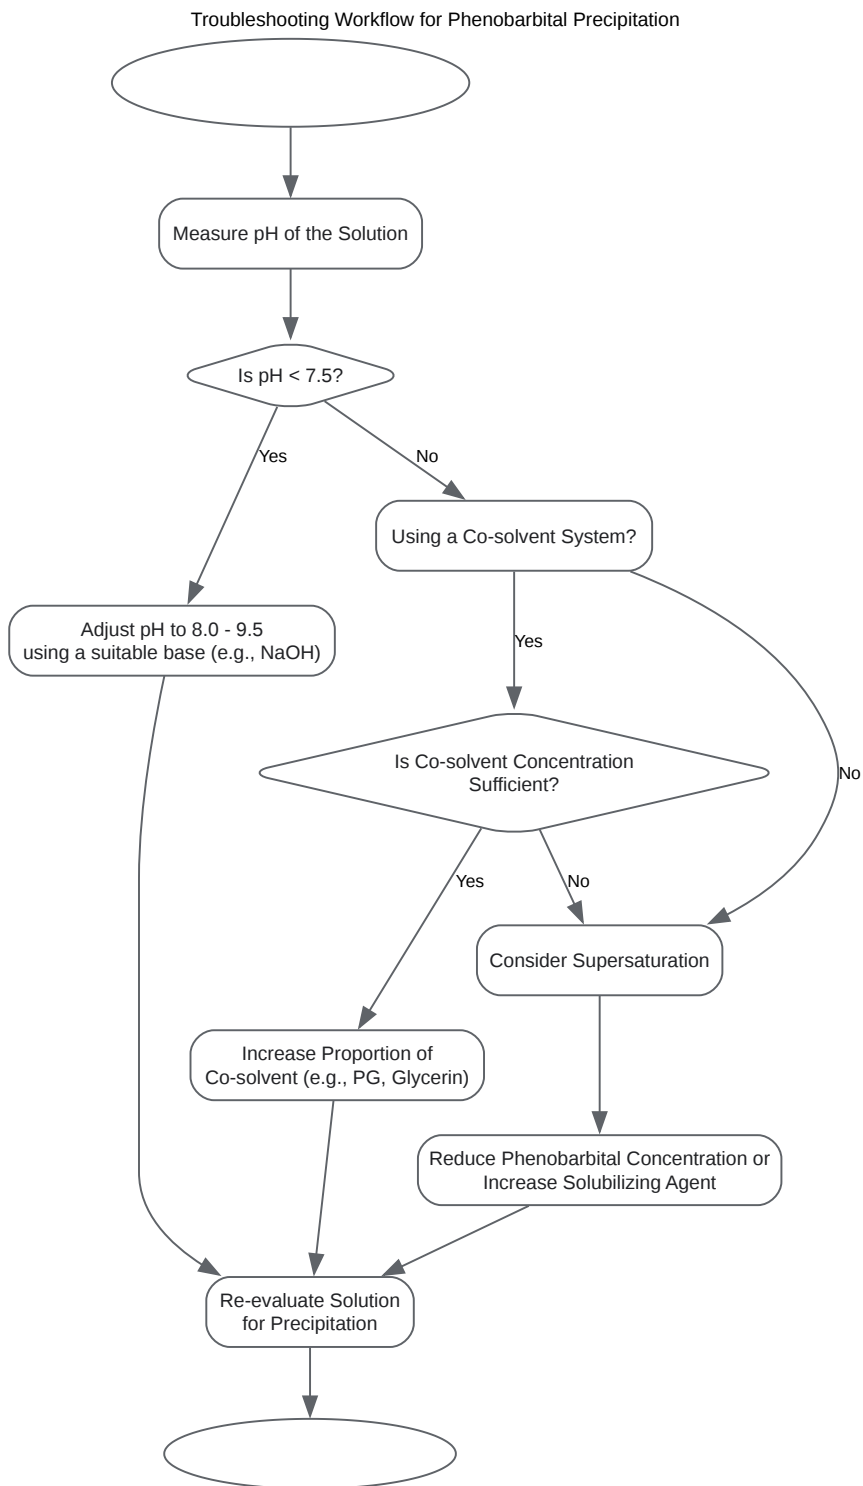 Troubleshooting Workflow for Phenobarbital Precipitation
Measure pH of the Solution
Is pH < 7.5?
Yes
No
Using a Co-solvent System?
Adjust pH to 8.0 - 9.5
using a suitable base (e.g., NaOH)
Yes
Is Co-solvent Concentration
Sufficient?
No
Yes
No
Consider Supersaturation
Increase Proportion of
Co-solvent (e.g., PG, Glycerin)
Reduce Phenobarbital Concentration or
Increase Solubilizing Agent
Re-evaluate Solution
for Precipitation